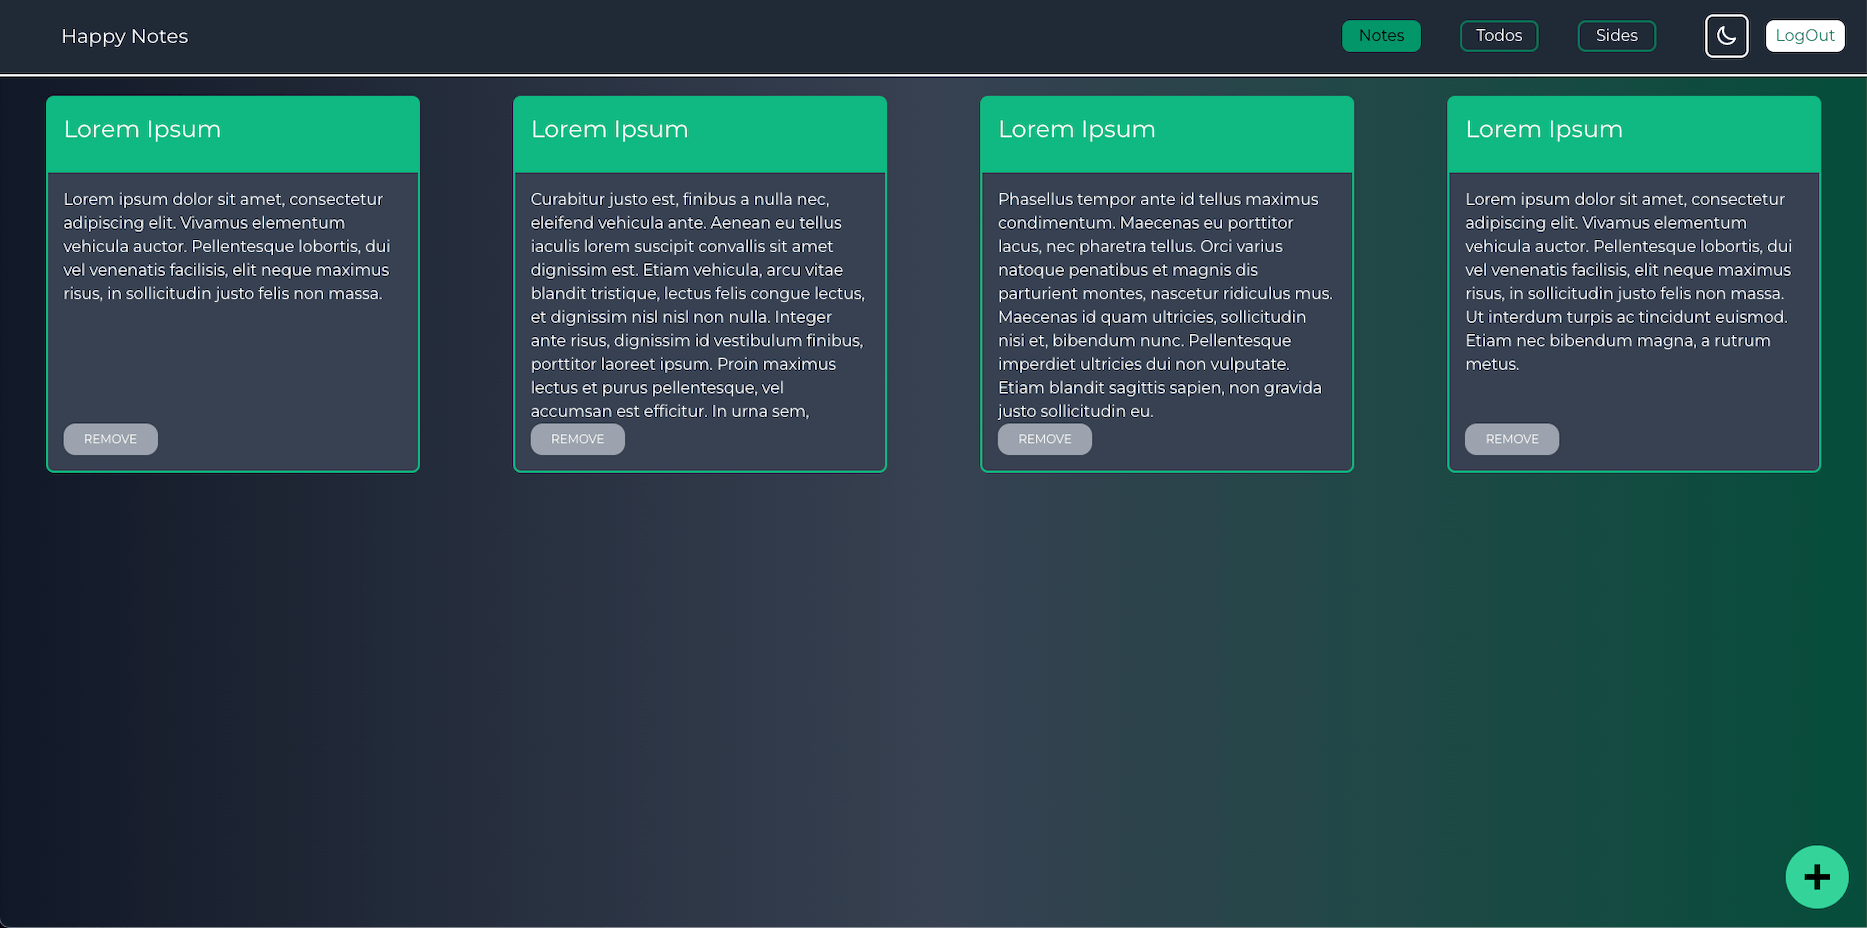 Happy Notes
Notes
Todos
Sides
LogOut
Lorem Ipsum
Lorem ipsum dolor sit amet, consectetur
adipiscing elit. Vivamus elementum
vehicula auctor. Pellentesque lobortis, dui
vel venenatis facilisis, elit neque maximus
risus, in sollicitudin justo felis non massa.
REMOVE
Lorem Ipsum
Curabitur justo est, finibus a nulla nec,
eleifend vehicula ante. Aenean eu tellus
iaculis lorem suscipit convallis sit amet
dignissim est. Etiam vehicula, arcu vitae
blandit tristique, lectus felis congue lectus,
et dignissim nisl nisl non nulla. Integer
ante risus, dignissim id vestibulum finibus,
porttitor laoreet ipsum. Proin maximus
lectus et purus pellentesque, vel
accumsan est efficitur. In urna sem,
REMOVE
Lorem Ipsum
Phasellus tempor ante id tellus maximus
condimentum. Maecenas eu porttitor
lacus, nec pharetra tellus. Orci varius
natoque penatibus et magnis dis
parturient montes, nascetur ridiculus mus.
Maecenas id quam ultricies, sollicitudin
nisi et, bibendum nunc. Pellentesque
imperdiet ultricies dui non vulputate.
Etiam blandit sagittis sapien, non gravida
justo sollicitudin eu.
REMOVE
Lorem Ipsum
Lorem ipsum dolor sit amet, consectetur
adipiscing elit. Vivamus elementum
vehicula auctor. Pellentesque lobortis, dui
vel venenatis facilisis, elit neque maximus
risus, in sollicitudin justo felis non massa.
Ut interdum turpis ac tincidunt euismod.
Etiam nec bibendum magna, a rutrum
metus.
REMOVE